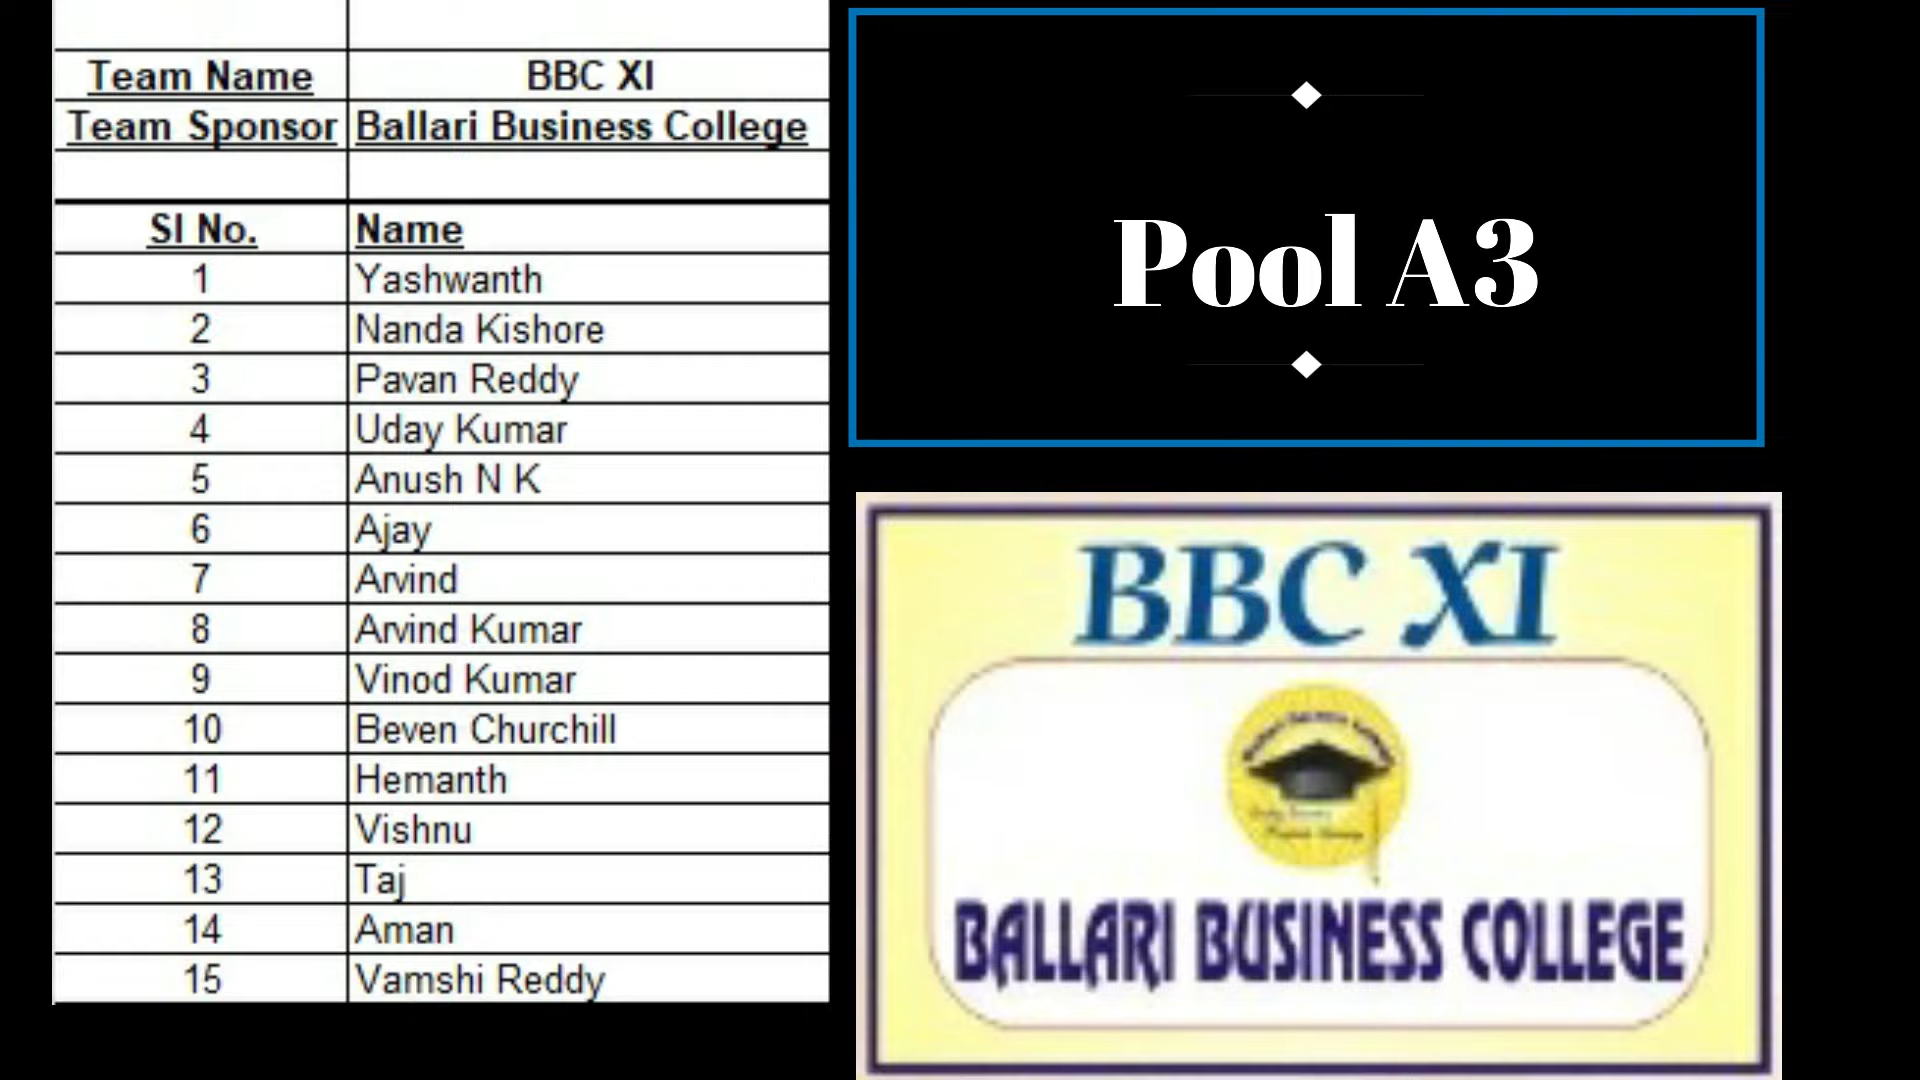 Team Name BBC XI
Team Sponsor Ballari Business College
Sl No. Name
1 Yashwanth
2 Nanda Kishore
3 Pavan Reddy
4 Uday Kumar
5 Anush N K
6 Ajay
7 Arvind
8 Arvind Kumar
9 Vinod Kumar
10 Beven Churchill
11 Hemanth
12 Vishnu
13 Taj
14 Aman
15 Vamshi Reddy
Pool A3
BBC XI
BALLARI BUSINESS COLLEGE